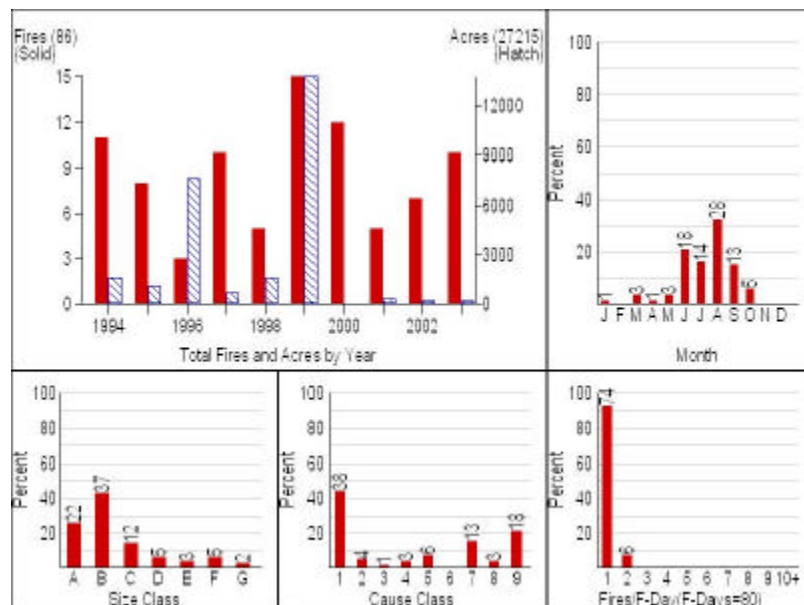 Fires (86)
(Solid)
Acres (27215)
(Hatch)
15
12
9
6
3
0
12000
9000
6000
3000
0
1994 1996 1998 2000 2002
Total Fires and Acres by Year
100
80
60
40
20
Percent
1 3 1 3 18 14 28 13 5
J F M A M J J A S O N D
Month
100
80
60
40
20
Percent
22 37 12 5 3 5 2
A B C D E F G
Size Class
100
80
60
40
20
Percent
38 4 1 3 6 13 3 18
1 2 3 4 5 6 7 8 9
Cause Class
100
80
60
40
20
Percent
74 6
1 2 3 4 5 6 7 8 9 10+
Fires/F-Day(F-Days=80)